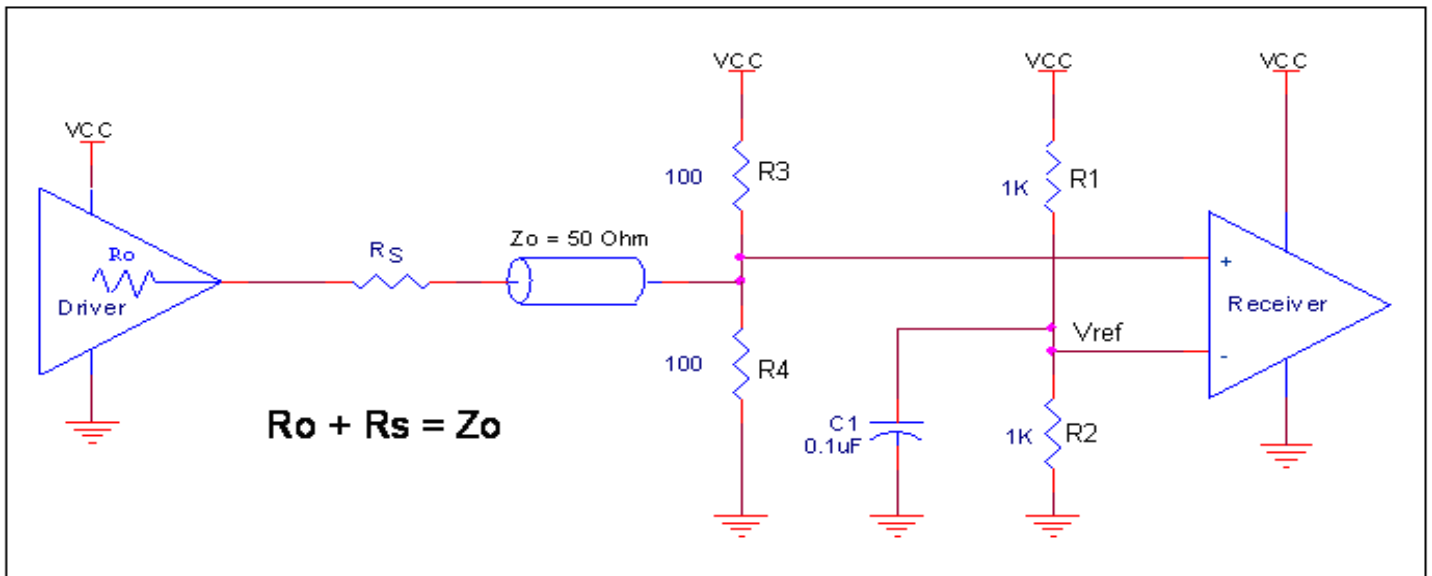 VCC
VCC
VCC
VCC
Ro
Driver
RS
Zo = 50 Ohm
100
R3
1K
R1
+
Receiver
-
Vref
100
R4
C1
0.1uF
1K
R2
Ro + Rs = Zo